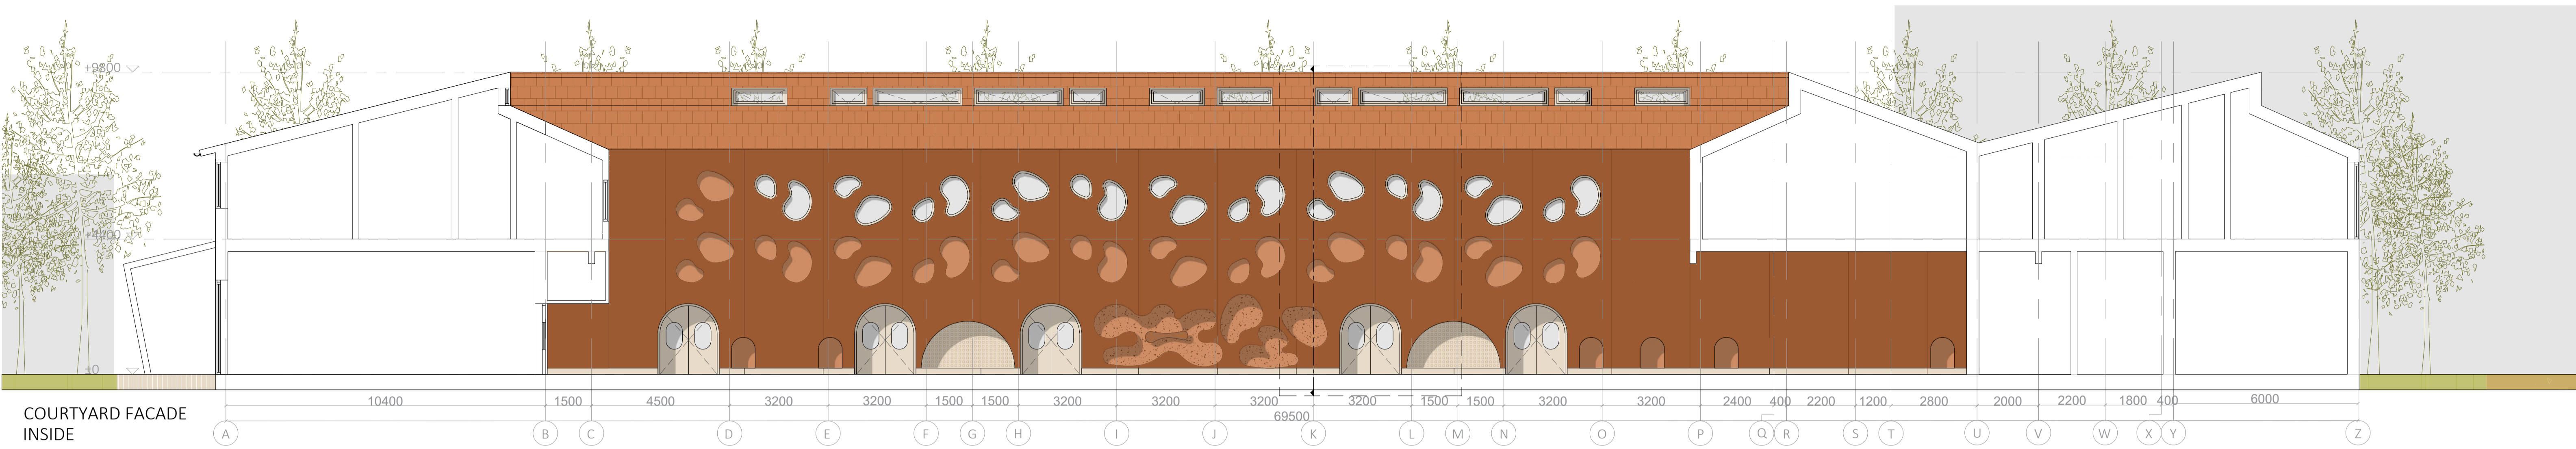 +9800
+4400
+0
10400 1500 4500 3200 3200 1500 1500 3200 3200 3200 3200 1500 1500 3200 3200 2400 400 2200 1200 2800 2000 2200 1800 400 6000
69500
COURTYARD FACADE
INSIDE
A B C D E F G H I J K L M N O P Q R S T U V W X Y Z